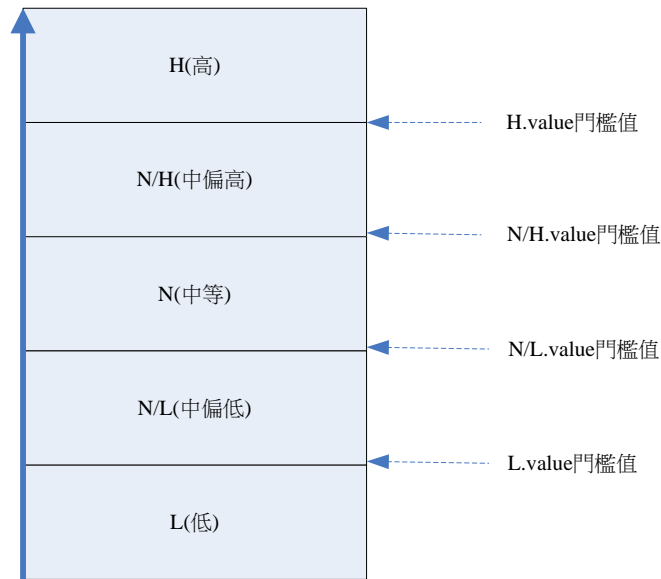 H(高)
H.value門檻值
N/H(中偏高)
N/H.value門檻值
N(中等)
N/L.value門檻值
N/L(中偏低)
L.value門檻值
L(低)